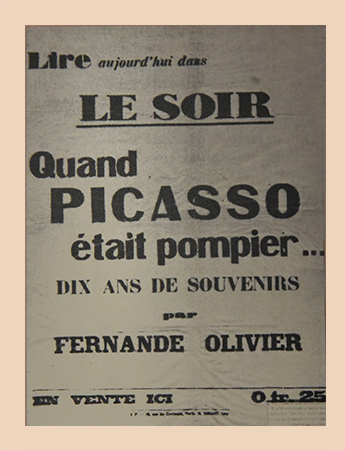 Lire aujourd'hui dans
LE SOIR
Quand
PICASSO
était pompier...
DIX ANS DE SOUVENIRS
par
FERNANDE OLIVIER
EN VENTE ICI 0 fr. 25